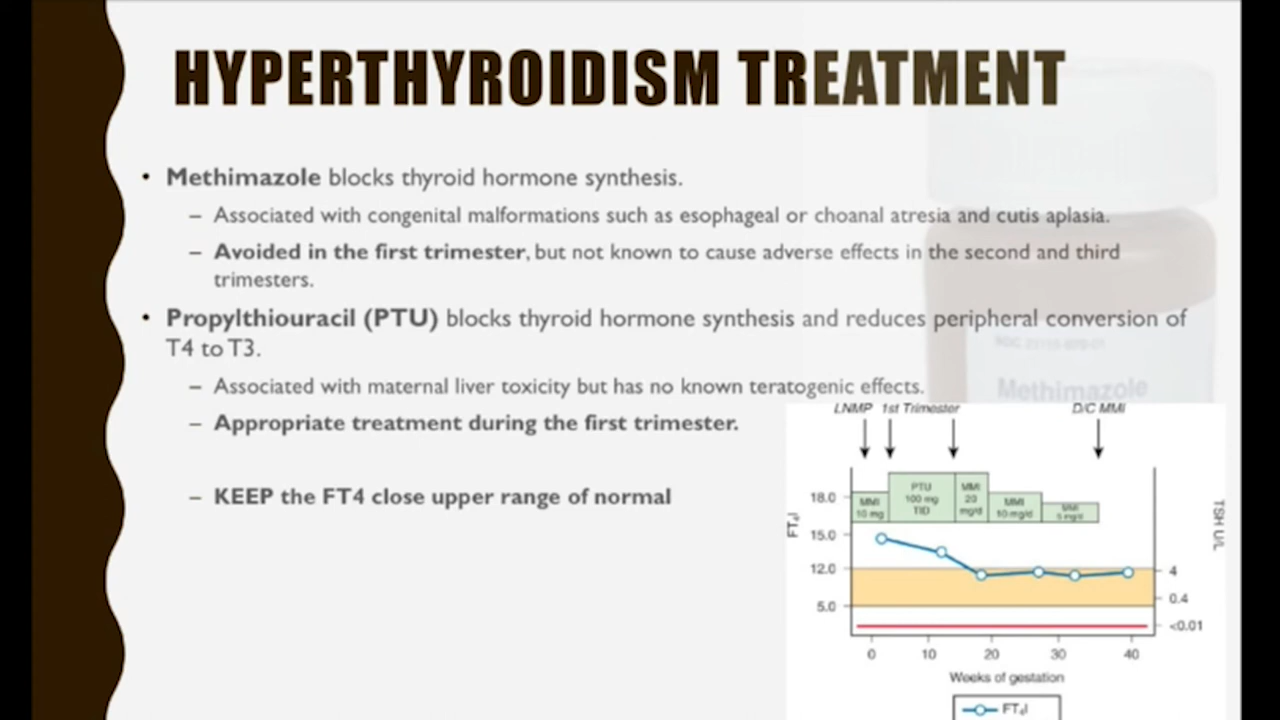 HYPERTHYROIDISM TREATMENT
• Methimazole blocks thyroid hormone synthesis.
– Associated with congenital malformations such as esophageal or choanal atresia and cutis aplasia.
– Avoided in the first trimester, but not known to cause adverse effects in the second and third
trimesters.
• Propylthiouracil (PTU) blocks thyroid hormone synthesis and reduces peripheral conversion of
T4 to T3.
Methimazole
– Associated with maternal liver toxicity but has no known teratogenic effects.
– Appropriate treatment during the first trimester.
– KEEP the FT4 close upper range of normal
LNMP 1st Trimester D/C MMI
MMI
10 mg
PTU
100 mg
TID
MMI
20
mg/d
MMI
10 mg/d
MMI
5 mg/d
FT₄I
18.0
15.0
12.0
5.0
TSH U/L
4
0.4
<0.01
0 10 20 30 40
Weeks of gestation
FT₄I